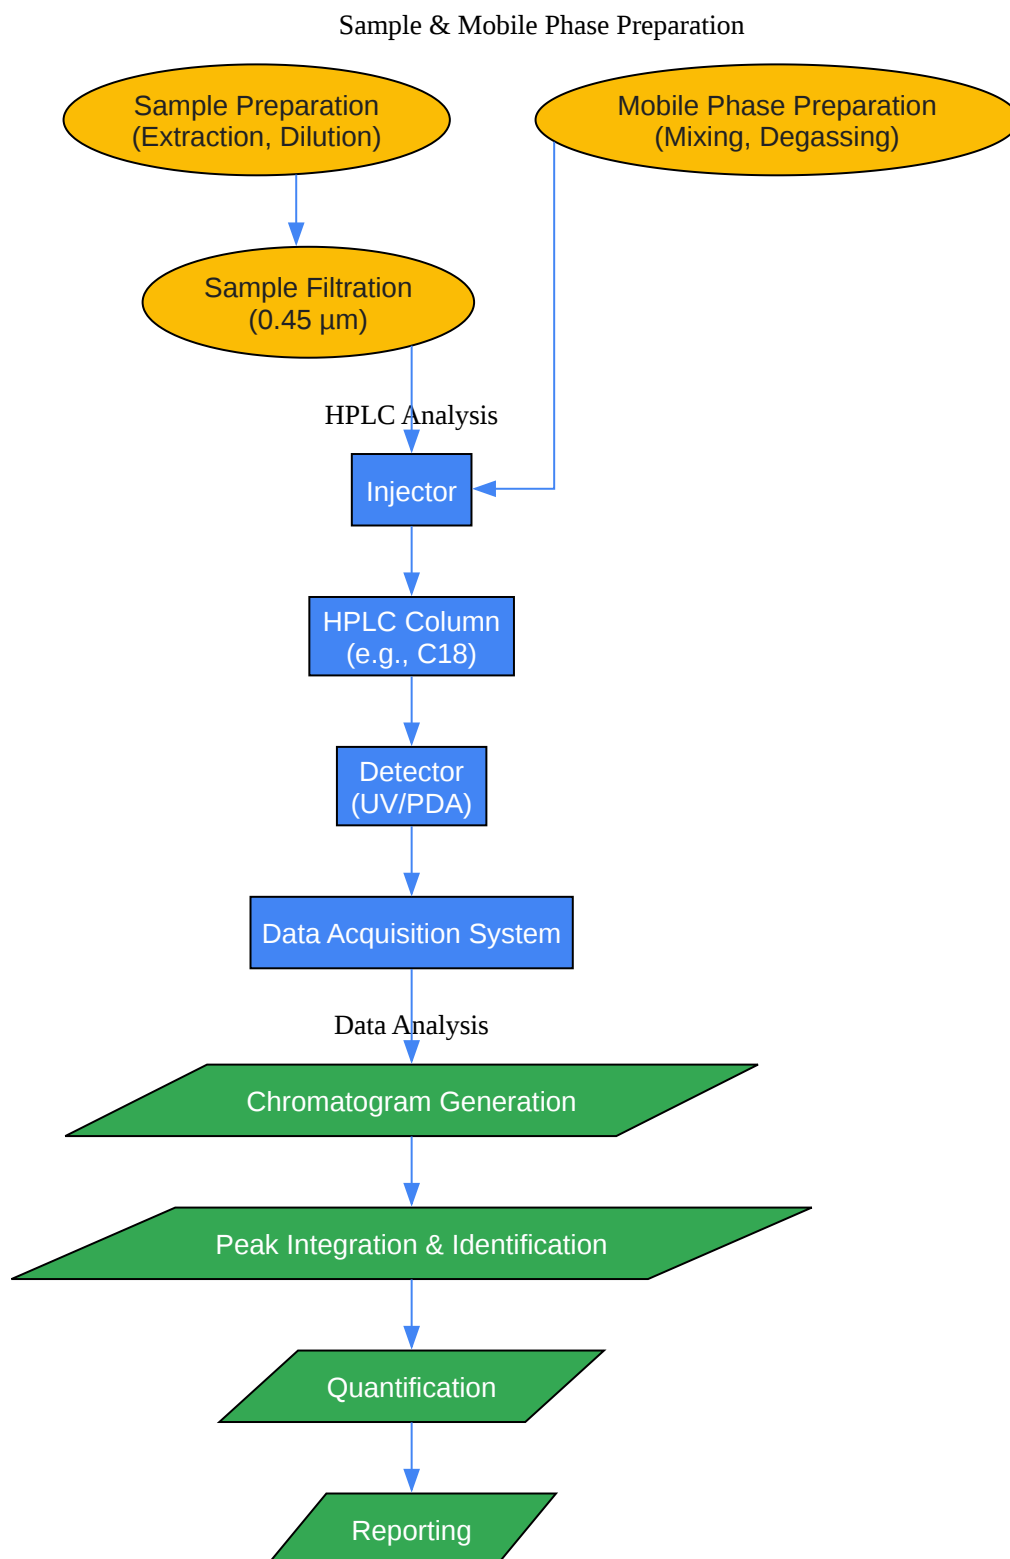 Sample & Mobile Phase Preparation
Sample Preparation
(Extraction, Dilution)
Mobile Phase Preparation
(Mixing, Degassing)
Sample Filtration
(0.45 µm)
HPLC Analysis
Injector
HPLC Column
(e.g., C18)
Detector
(UV/PDA)
Data Acquisition System
Data Analysis
Chromatogram Generation
Peak Integration & Identification
Quantification
Reporting